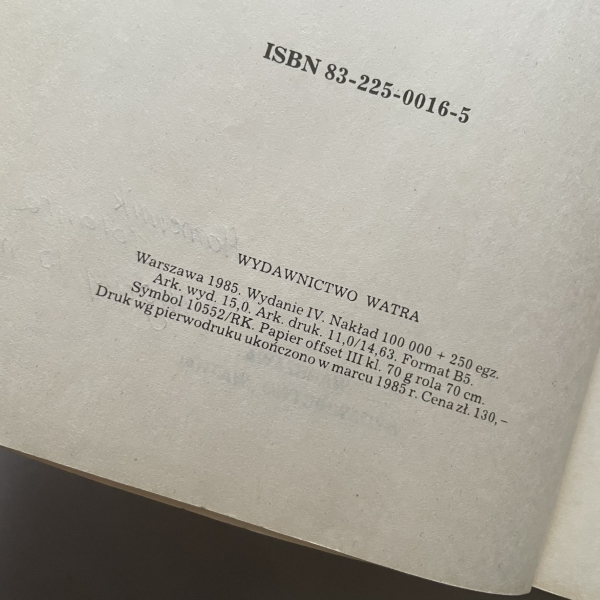 ISBN 83-225-0016-5
WYDAWNICTWO WATRA
Warszawa 1985. Wydanie IV. Nakład 100 000 + 250 egz.
Ark. wyd. 15,0. Ark. druk. 11,0/14,63. Format B5.
Symbol 10552/RK. Papier offset III kl. 70 g rola 70 cm.
Druk wg pierwodruku ukończono w marcu 1985 r. Cena zł. 130,–